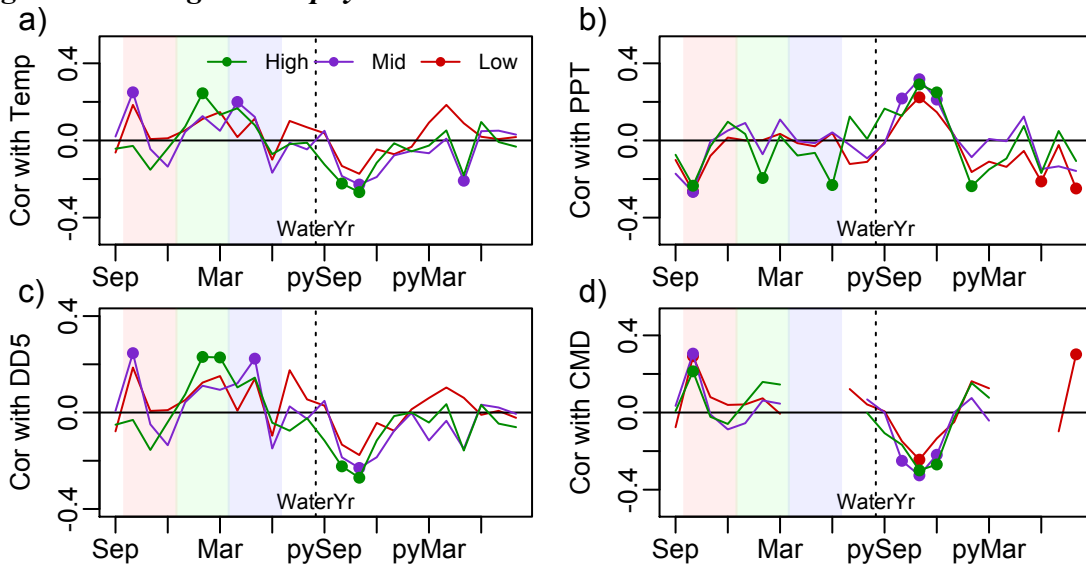 a)
b)
High Mid Low
Cor with Temp
0.4
0.0
-0.4
WaterYr
Sep Mar pySep pyMar
Cor with PPT
0.4
0.0
-0.4
WaterYr
Sep Mar pySep pyMar
c)
d)
Cor with DD5
0.4
0.0
-0.4
WaterYr
Sep Mar pySep pyMar
Cor with CMD
0.4
0.0
-0.4
WaterYr
Sep Mar pySep pyMar